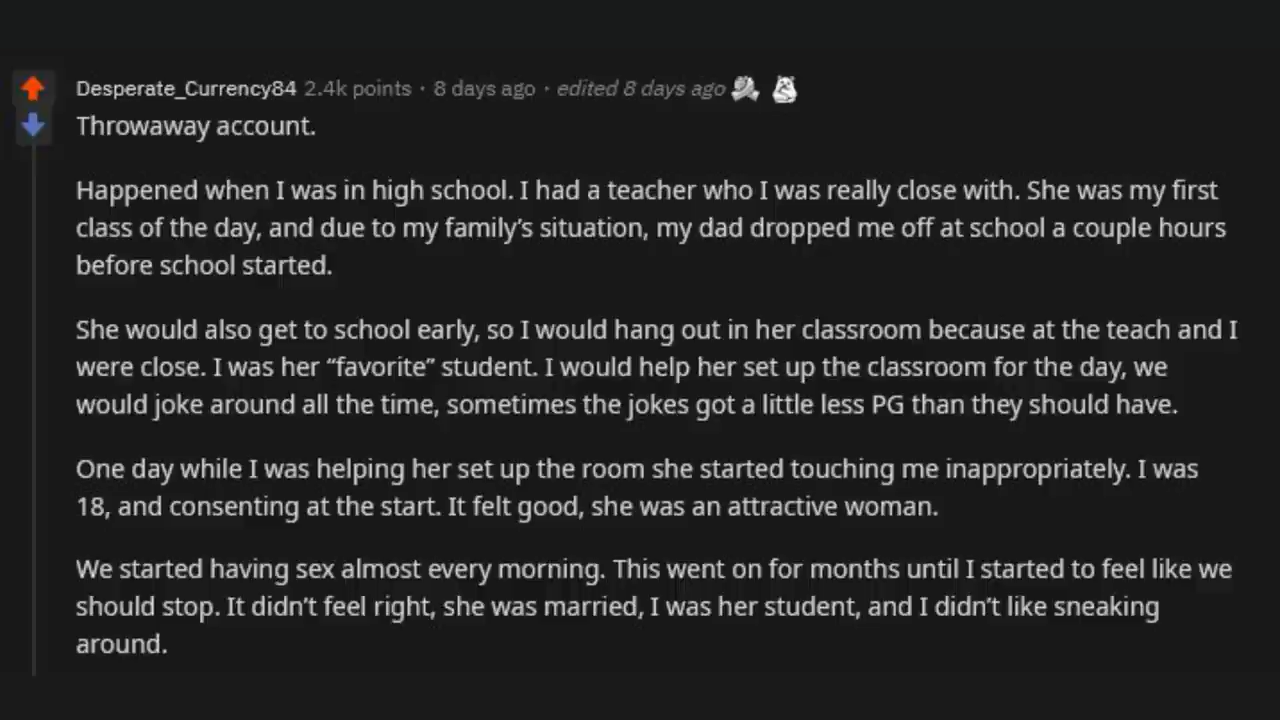 Desperate_Currency84 2.4k points · 8 days ago · edited 8 days ago
Throwaway account.
Happened when I was in high school. I had a teacher who I was really close with. She was my first
class of the day, and due to my family’s situation, my dad dropped me off at school a couple hours
before school started.
She would also get to school early, so I would hang out in her classroom because at the teach and I
were close. I was her “favorite” student. I would help her set up the classroom for the day, we
would joke around all the time, sometimes the jokes got a little less PG than they should have.
One day while I was helping her set up the room she started touching me inappropriately. I was
18, and consenting at the start. It felt good, she was an attractive woman.
We started having sex almost every morning. This went on for months until I started to feel like we
should stop. It didn’t feel right, she was married, I was her student, and I didn’t like sneaking
around.